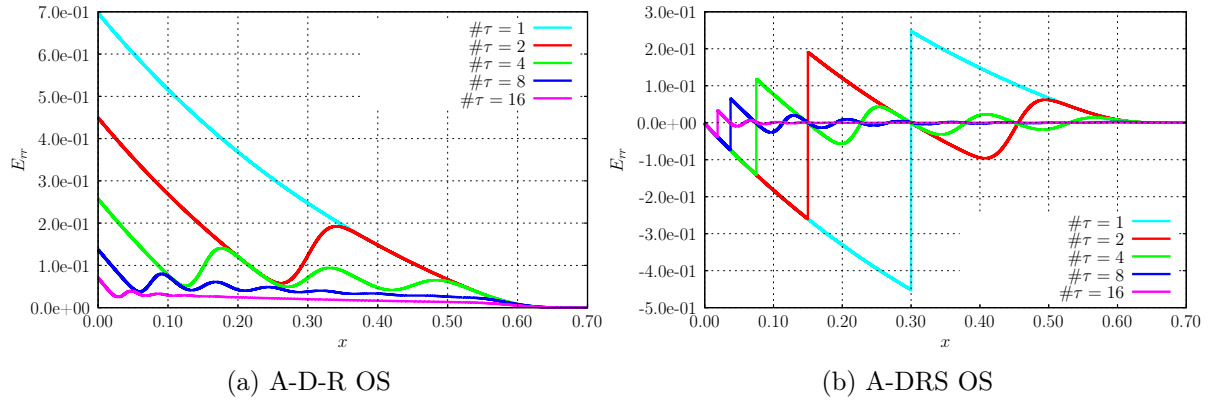 7.0e-01
6.0e-01
5.0e-01
4.0e-01
3.0e-01
2.0e-01
1.0e-01
0.0e+00
E_{rr}
#τ = 1
#τ = 2
#τ = 4
#τ = 8
#τ = 16
0.00 0.10 0.20 0.30 0.40 0.50 0.60 0.70
x
(a) A-D-R OS
3.0e-01
2.0e-01
1.0e-01
0.0e+00
-1.0e-01
-2.0e-01
-3.0e-01
-4.0e-01
-5.0e-01
E_{rr}
#τ = 1
#τ = 2
#τ = 4
#τ = 8
#τ = 16
0.00 0.10 0.20 0.30 0.40 0.50 0.60 0.70
x
(b) A-DRS OS